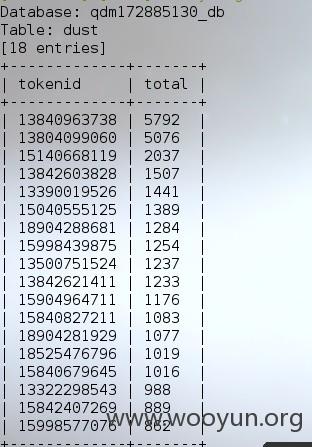 Database: qdm172885130_db
Table: dust
[18 entries]
+-------------+-------+
| tokenid | total |
+-------------+-------+
| 13840963738 | 5792 |
| 13804099060 | 5076 |
| 15140668119 | 2037 |
| 13842603828 | 1507 |
| 13390019526 | 1441 |
| 15040555125 | 1389 |
| 18904288681 | 1284 |
| 15998439875 | 1254 |
| 13500751524 | 1237 |
| 13842621411 | 1233 |
| 15904964711 | 1176 |
| 15840827211 | 1083 |
| 18904281929 | 1077 |
| 18525476796 | 1019 |
| 15840679645 | 1016 |
| 13322298543 | 988 |
| 15842407269 | 889 |
| 15998577076 | 862 |
+-------------+-------+
www.wooyun.org